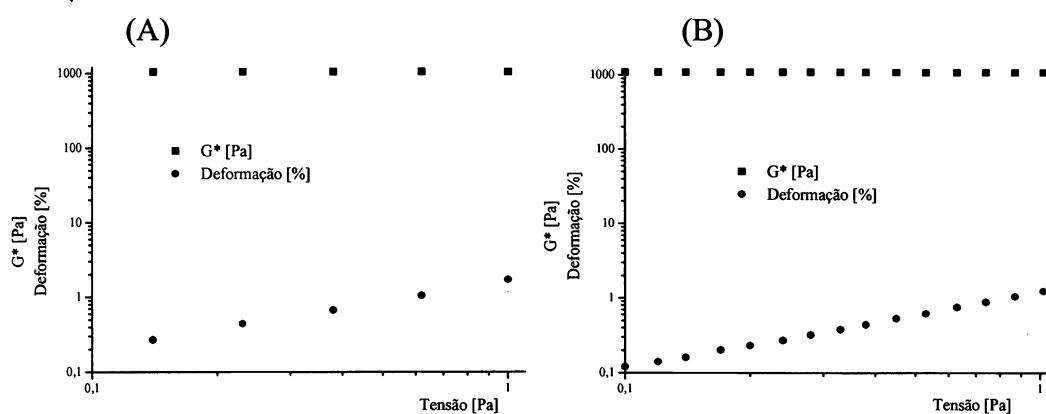 (A)
1000
100
10
1
0,1
G* [Pa]
Deformação [%]
G* [Pa]
Deformação [%]
0,1
1
Tensão [Pa]
(B)
1000
100
10
1
0,1
G* [Pa]
Deformação [%]
G* [Pa]
Deformação [%]
0,1
1
Tensão [Pa]